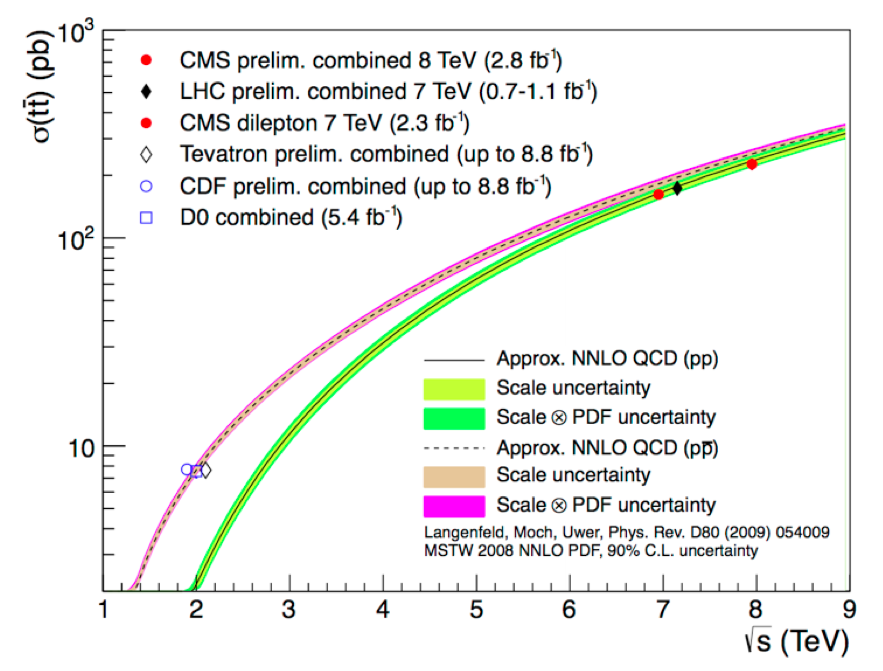 10³
σ(tt̄) (pb)
CMS prelim. combined 8 TeV (2.8 fb⁻¹)
LHC prelim. combined 7 TeV (0.7-1.1 fb⁻¹)
CMS dilepton 7 TeV (2.3 fb⁻¹)
Tevatron prelim. combined (up to 8.8 fb⁻¹)
CDF prelim. combined (up to 8.8 fb⁻¹)
D0 combined (5.4 fb⁻¹)
10²
Approx. NNLO QCD (pp)
Scale uncertainty
Scale ⊗ PDF uncertainty
10
Approx. NNLO QCD (pp̄)
Scale uncertainty
Scale ⊗ PDF uncertainty
Langenfeld, Moch, Uwer, Phys. Rev. D80 (2009) 054009
MSTW 2008 NNLO PDF, 90% C.L. uncertainty
1 2 3 4 5 6 7 8 9
√s (TeV)